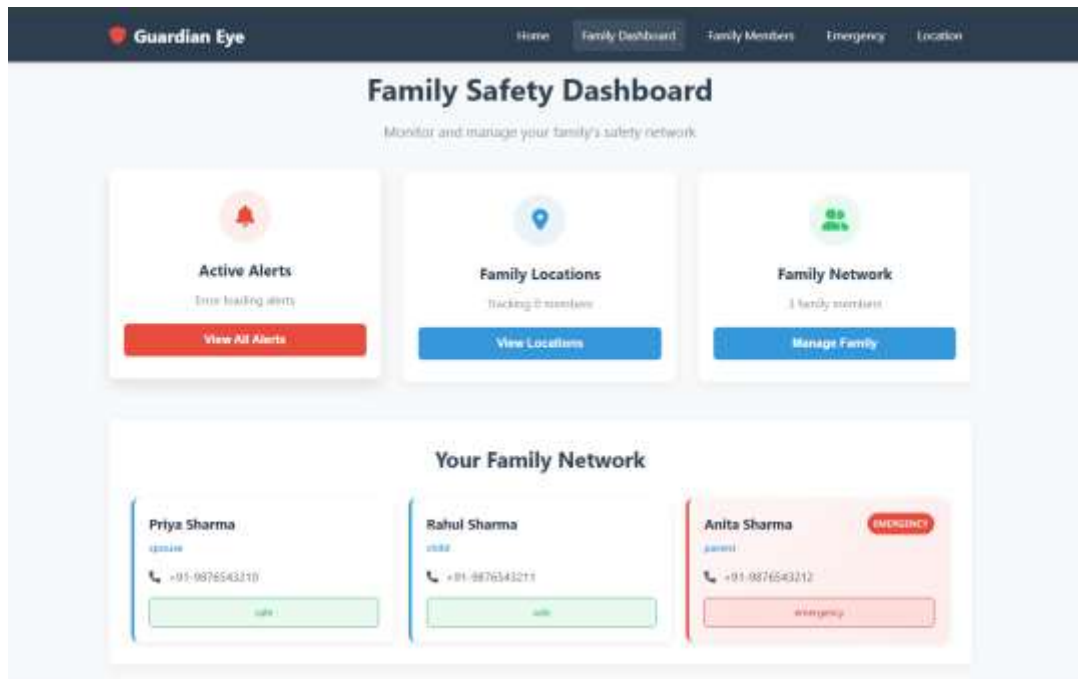 Guardian Eye
Home Family Dashboard Family Members Emergency Location
Family Safety Dashboard
Monitor and manage your family's safety network
Active Alerts
Error loading alerts
View All Alerts
Family Locations
Tracking 0 members
View Locations
Family Network
3 family members
Manage Family
Your Family Network
Priya Sharma
spouse
+91-9876543210
safe
Rahul Sharma
child
+91-9876543211
safe
Anita Sharma
EMERGENCY
parent
+91-9876543212
emergency